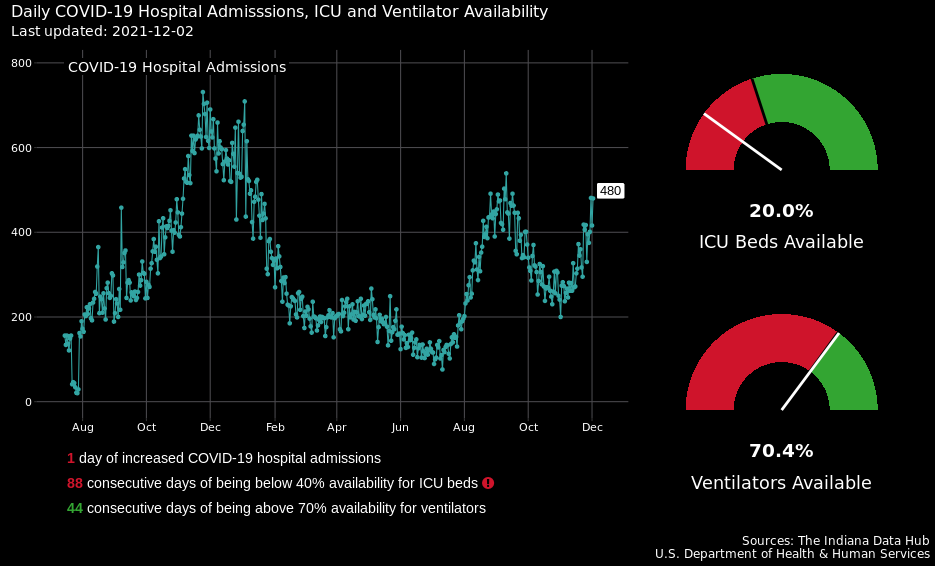 Daily COVID-19 Hospital Admisssions, ICU and Ventilator Availability
Last updated: 2021-12-02
COVID-19 Hospital Admissions
800
600
400
200
0
480
Aug
Oct
Dec
Feb
Apr
Jun
Aug
Oct
Dec
20.0%
ICU Beds Available
70.4%
Ventilators Available
1 day of increased COVID-19 hospital admissions
88 consecutive days of being below 40% availability for ICU beds !
44 consecutive days of being above 70% availability for ventilators
Sources: The Indiana Data Hub
U.S. Department of Health & Human Services